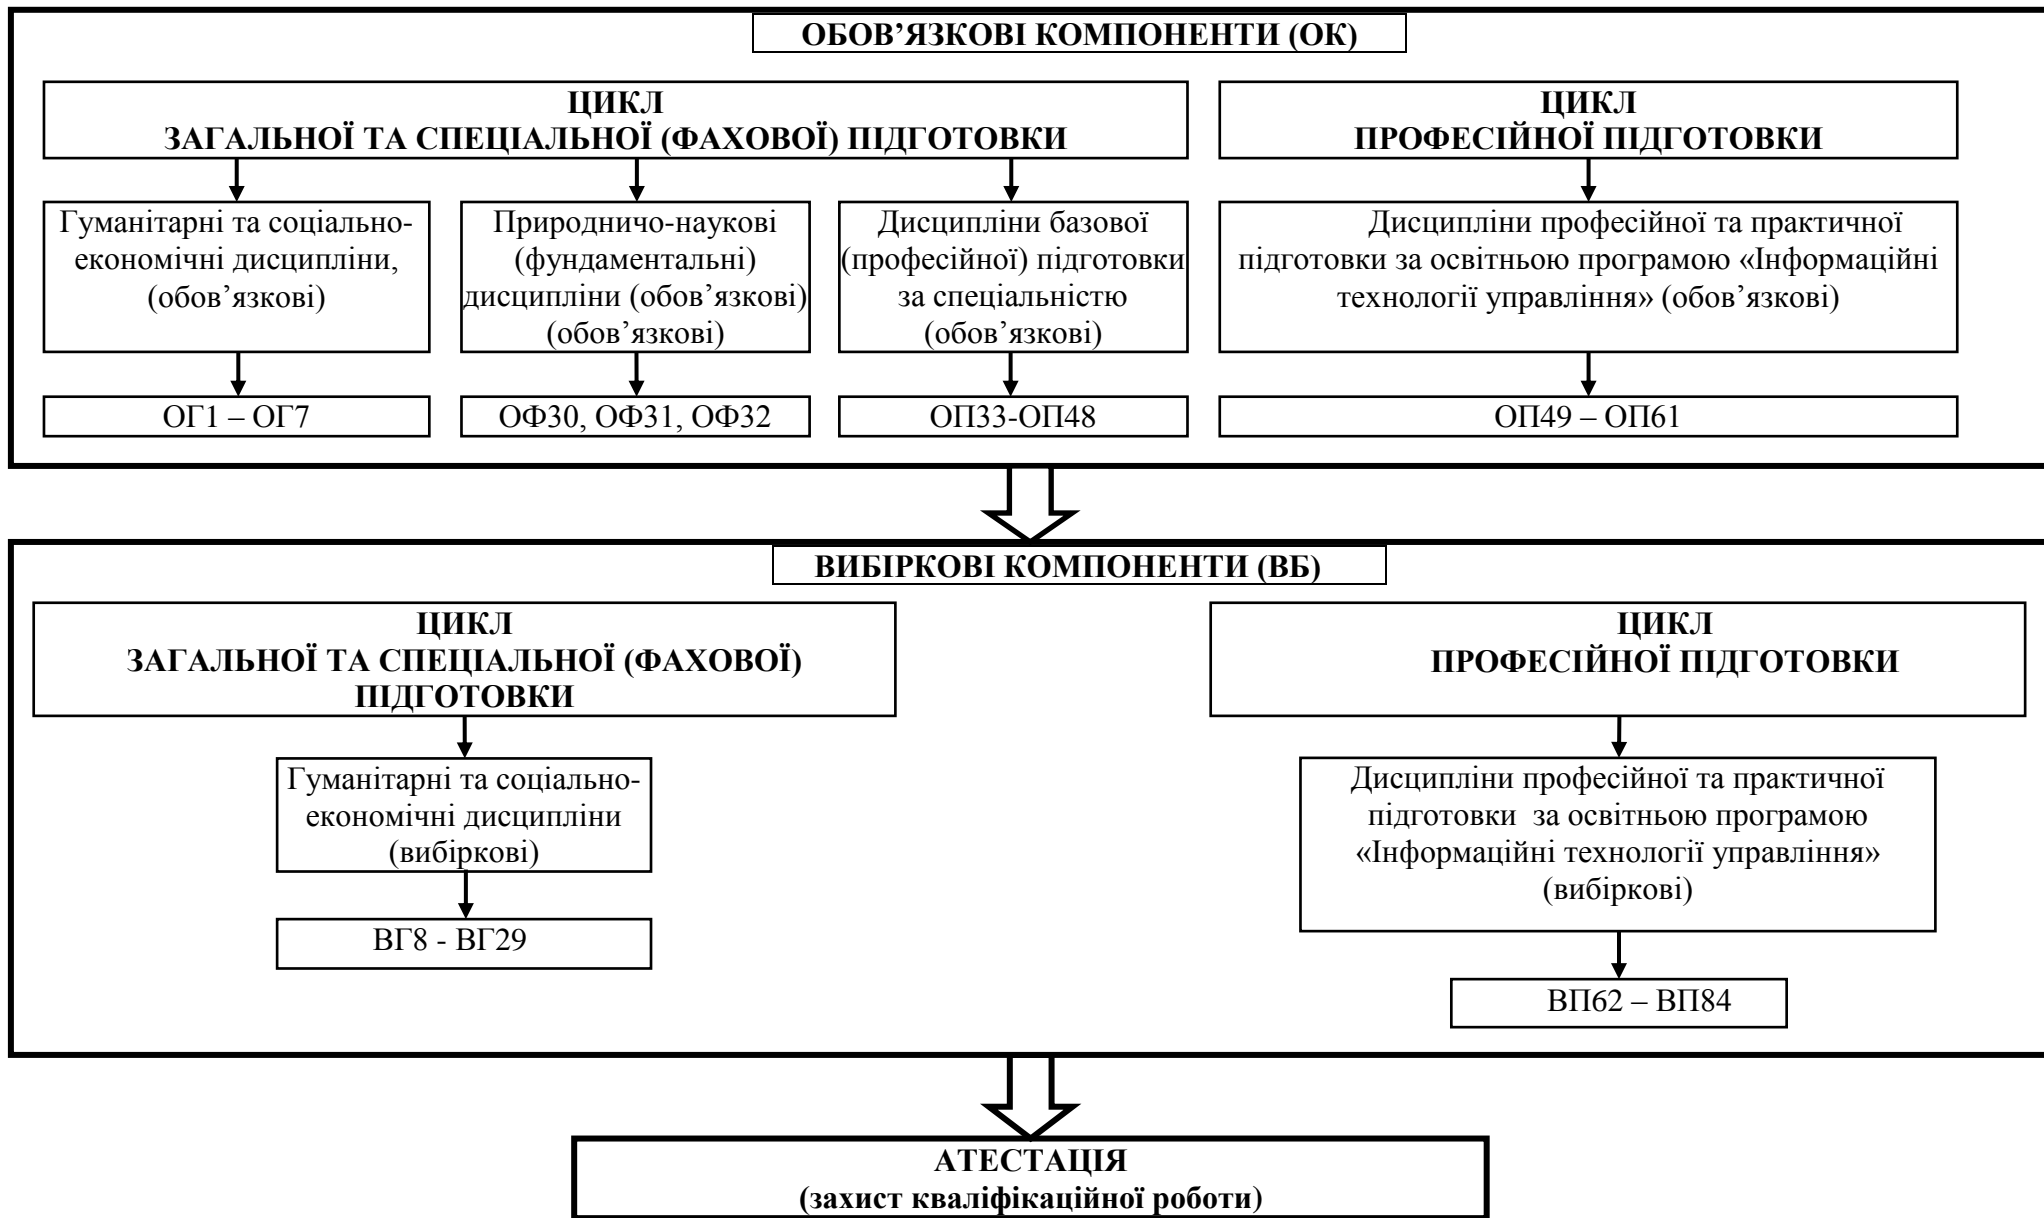 ОБОВ’ЯЗКОВІ КОМПОНЕНТИ (ОК)
ЦИКЛ
ЗАГАЛЬНОЇ ТА СПЕЦІАЛЬНОЇ (ФАХОВОЇ) ПІДГОТОВКИ
ЦИКЛ
ПРОФЕСІЙНОЇ ПІДГОТОВКИ
Гуманітарні та соціально-
економічні дисципліни,
(обов’язкові)
Природничо-наукові
(фундаментальні)
дисципліни (обов’язкові)
(обов’язкові)
Дисципліни базової
(професійної) підготовки
за спеціальністю
(обов’язкові)
Дисципліни професійної та практичної
підготовки за освітньою програмою «Інформаційні
технології управління» (обов’язкові)
ОГ1 – ОГ7
ОФ30, ОФ31, ОФ32
ОП33-ОП48
ОП49 – ОП61
ВИБІРКОВІ КОМПОНЕНТИ (ВБ)
ЦИКЛ
ЗАГАЛЬНОЇ ТА СПЕЦІАЛЬНОЇ (ФАХОВОЇ)
ПІДГОТОВКИ
ЦИКЛ
ПРОФЕСІЙНОЇ ПІДГОТОВКИ
Гуманітарні та соціально-
економічні дисципліни
(вибіркові)
Дисципліни професійної та практичної
підготовки за освітньою програмою
«Інформаційні технології управління»
(вибіркові)
ВГ8 - ВГ29
ВП62 – ВП84
АТЕСТАЦІЯ
(захист кваліфікаційної роботи)